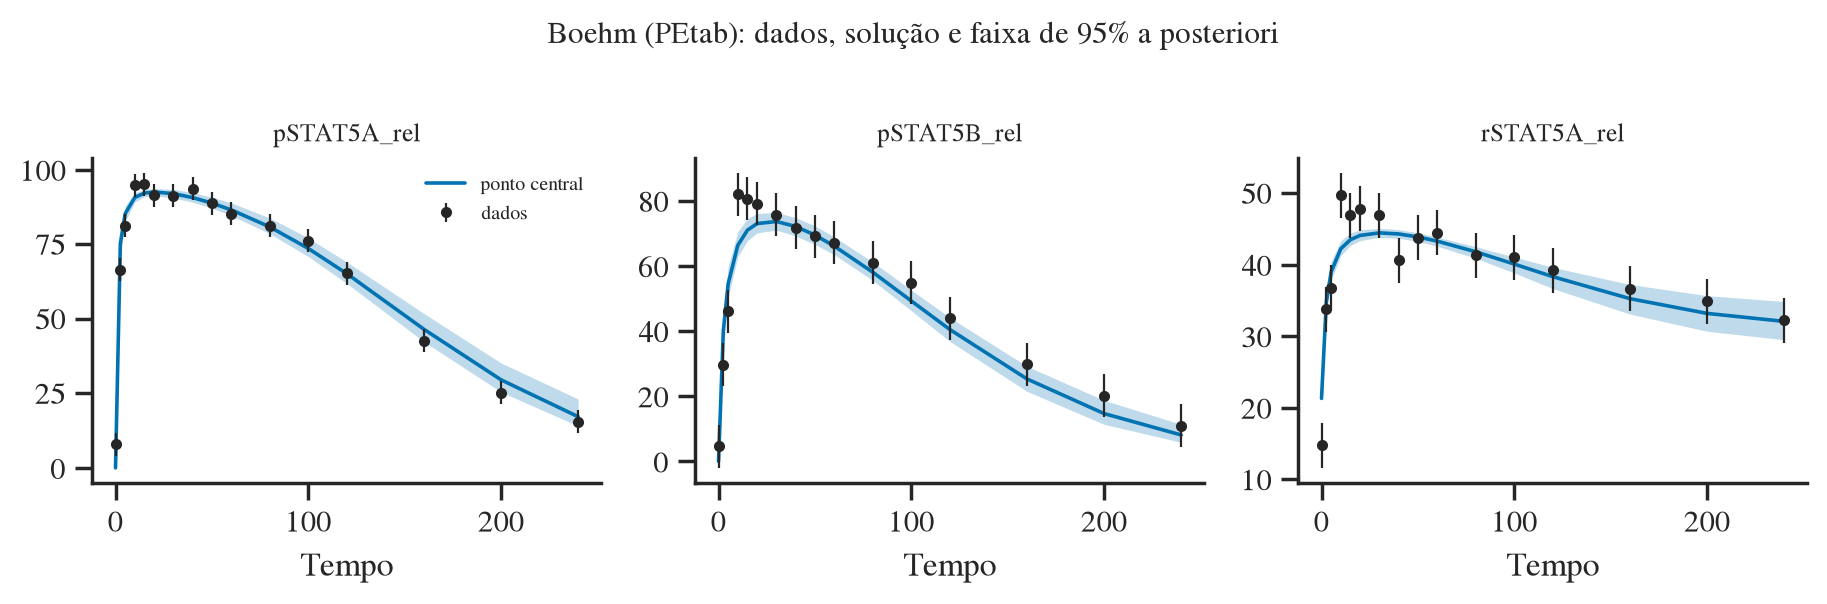 Boehm (PEtab): dados, solução e faixa de 95% a posteriori
pSTAT5A_rel
100
75
50
25
0
ponto central
dados
0 100 200
Tempo
pSTAT5B_rel
80
60
40
20
0
0 100 200
Tempo
rSTAT5A_rel
50
40
30
20
10
0 100 200
Tempo